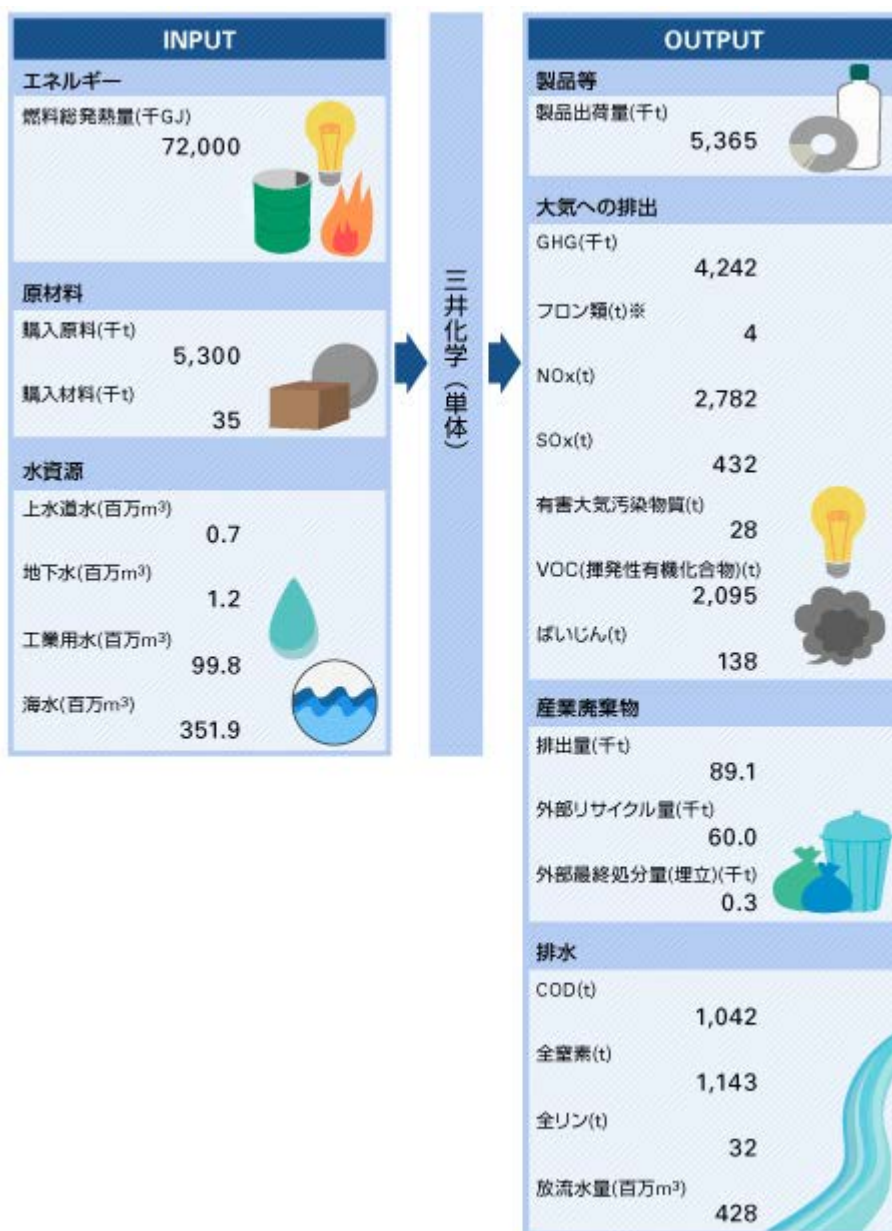 INPUT
エネルギー
燃料総発熱量(千GJ)
72,000
原材料
購入原料(千t)
5,300
購入材料(千t)
35
水資源
上水道水(百万m³)
0.7
地下水(百万m³)
1.2
工業用水(百万m³)
99.8
海水(百万m³)
351.9
三井化学(単体)
OUTPUT
製品等
製品出荷量(千t)
5,365
大気への排出
GHG(千t)
4,242
フロン類(t)※
4
NOx(t)
2,782
SOx(t)
432
有害大気汚染物質(t)
28
VOC(揮発性有機化合物)(t)
2,095
ばいじん(t)
138
産業廃棄物
排出量(千t)
89.1
外部リサイクル量(千t)
60.0
外部最終処分量(埋立)(千t)
0.3
排水
COD(t)
1,042
全窒素(t)
1,143
全リン(t)
32
放流水量(百万m³)
428